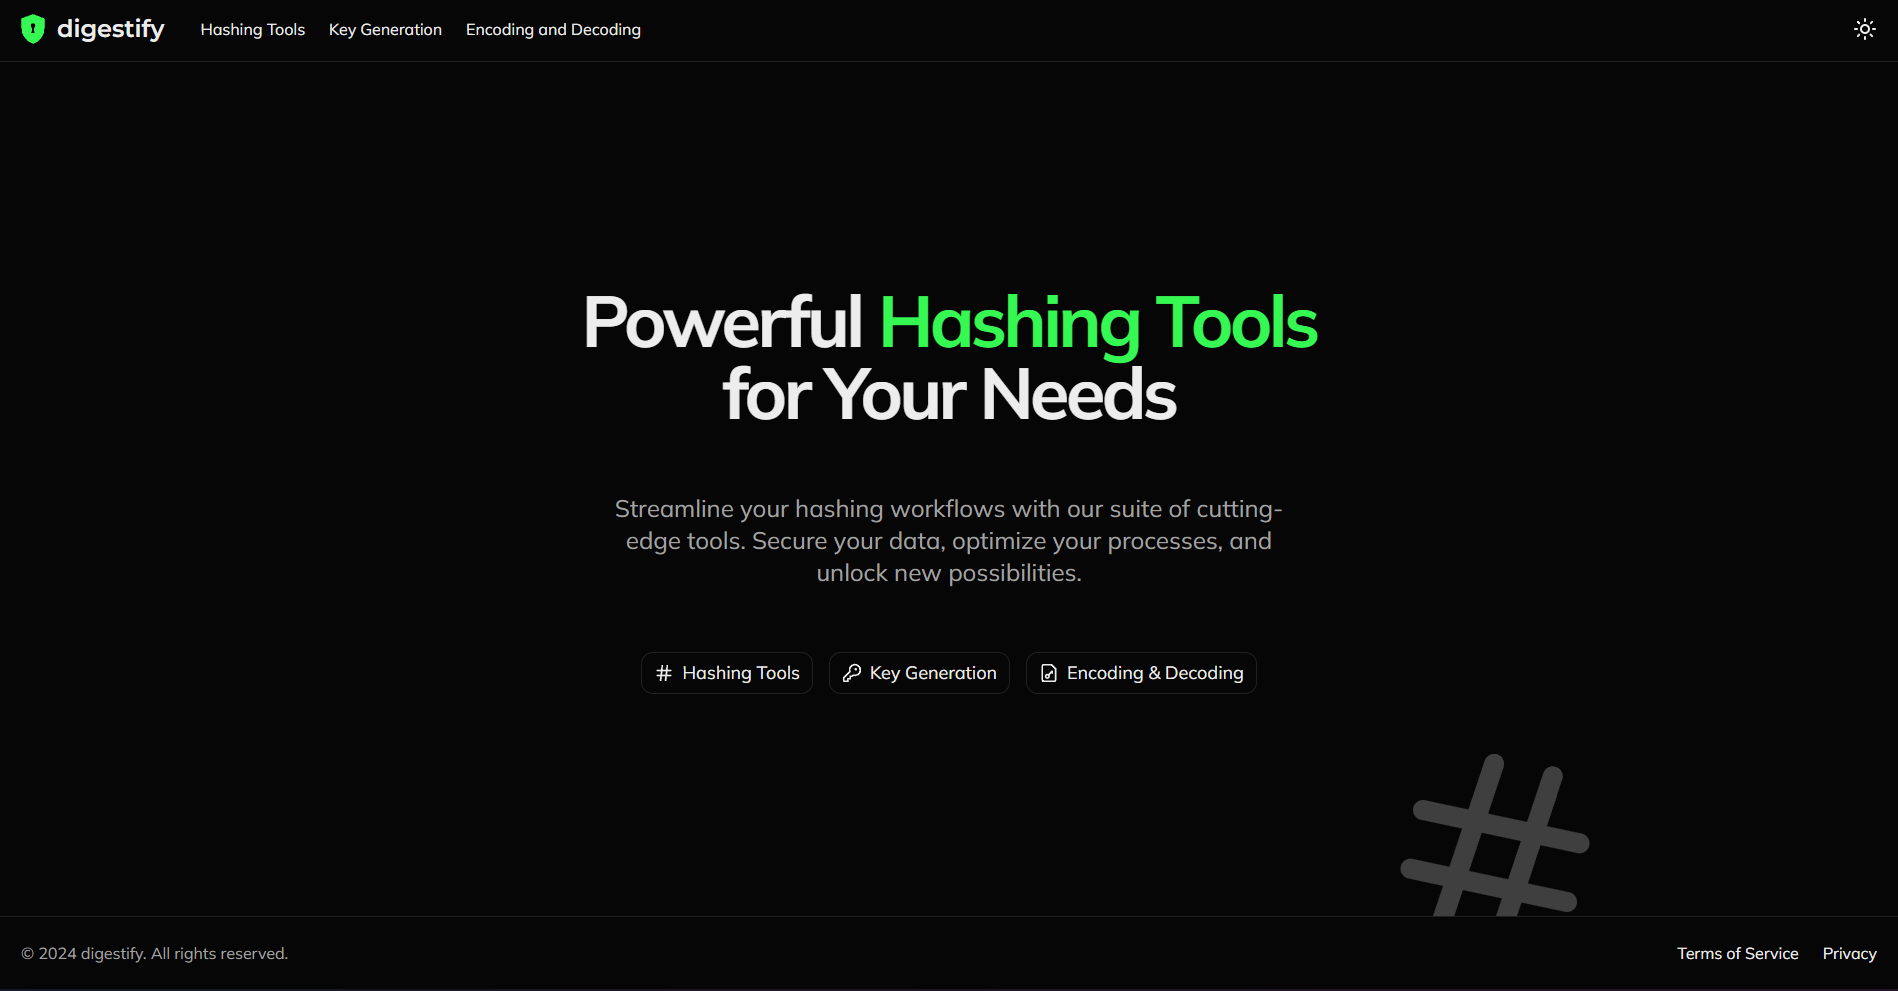 digestify
Hashing Tools
Key Generation
Encoding and Decoding
Powerful Hashing Tools
for Your Needs
Streamline your hashing workflows with our suite of cutting-
edge tools. Secure your data, optimize your processes, and
unlock new possibilities.
Hashing Tools
Key Generation
Encoding & Decoding
© 2024 digestify. All rights reserved.
Terms of Service
Privacy